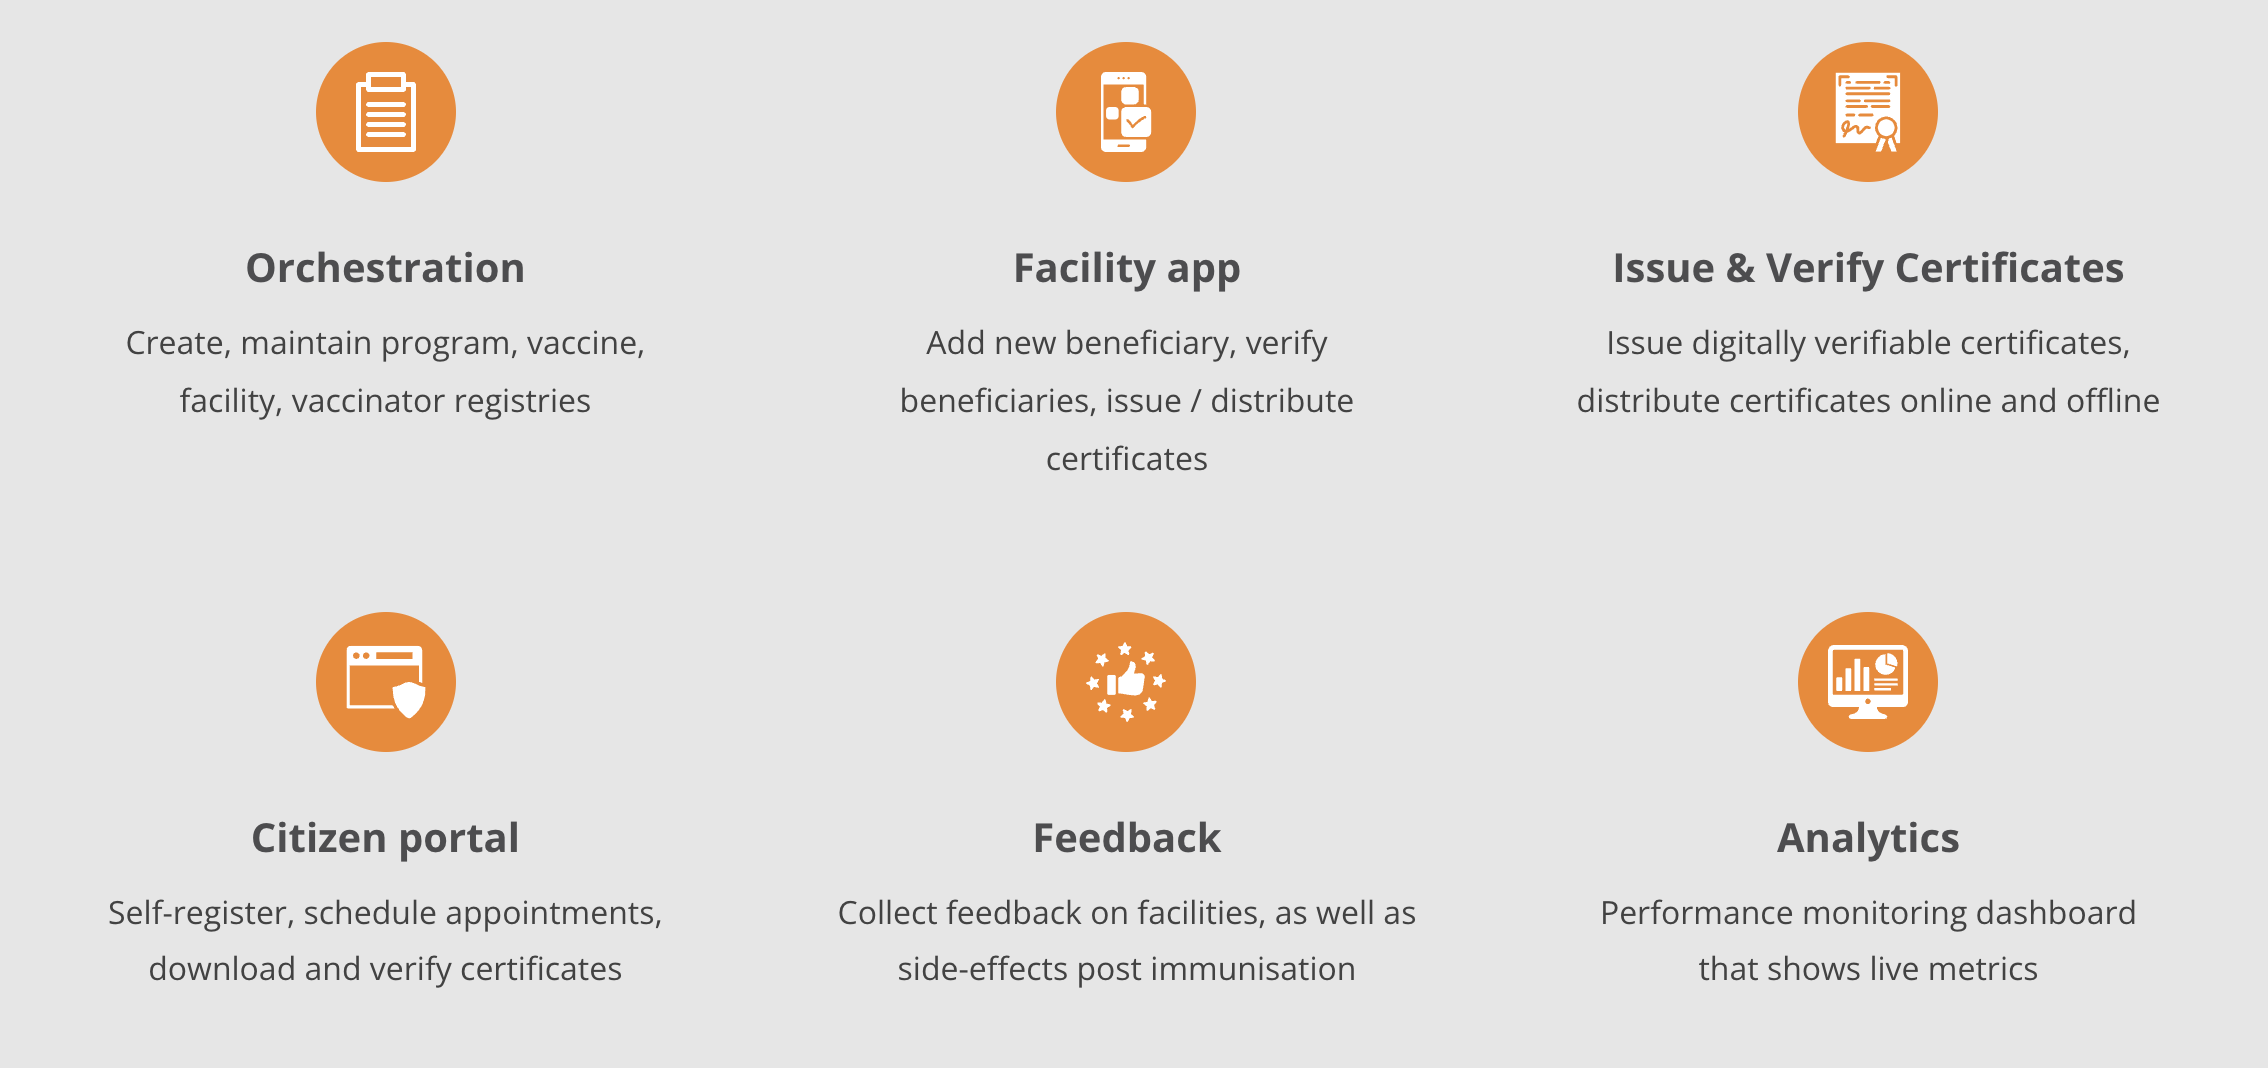 Orchestration
Create, maintain program, vaccine,
facility, vaccinator registries
Facility app
Add new beneficiary, verify
beneficiaries, issue / distribute
certificates
Issue & Verify Certificates
Issue digitally verifiable certificates,
distribute certificates online and offline
Citizen portal
Self-register, schedule appointments,
download and verify certificates
Feedback
Collect feedback on facilities, as well as
side-effects post immunisation
Analytics
Performance monitoring dashboard
that shows live metrics